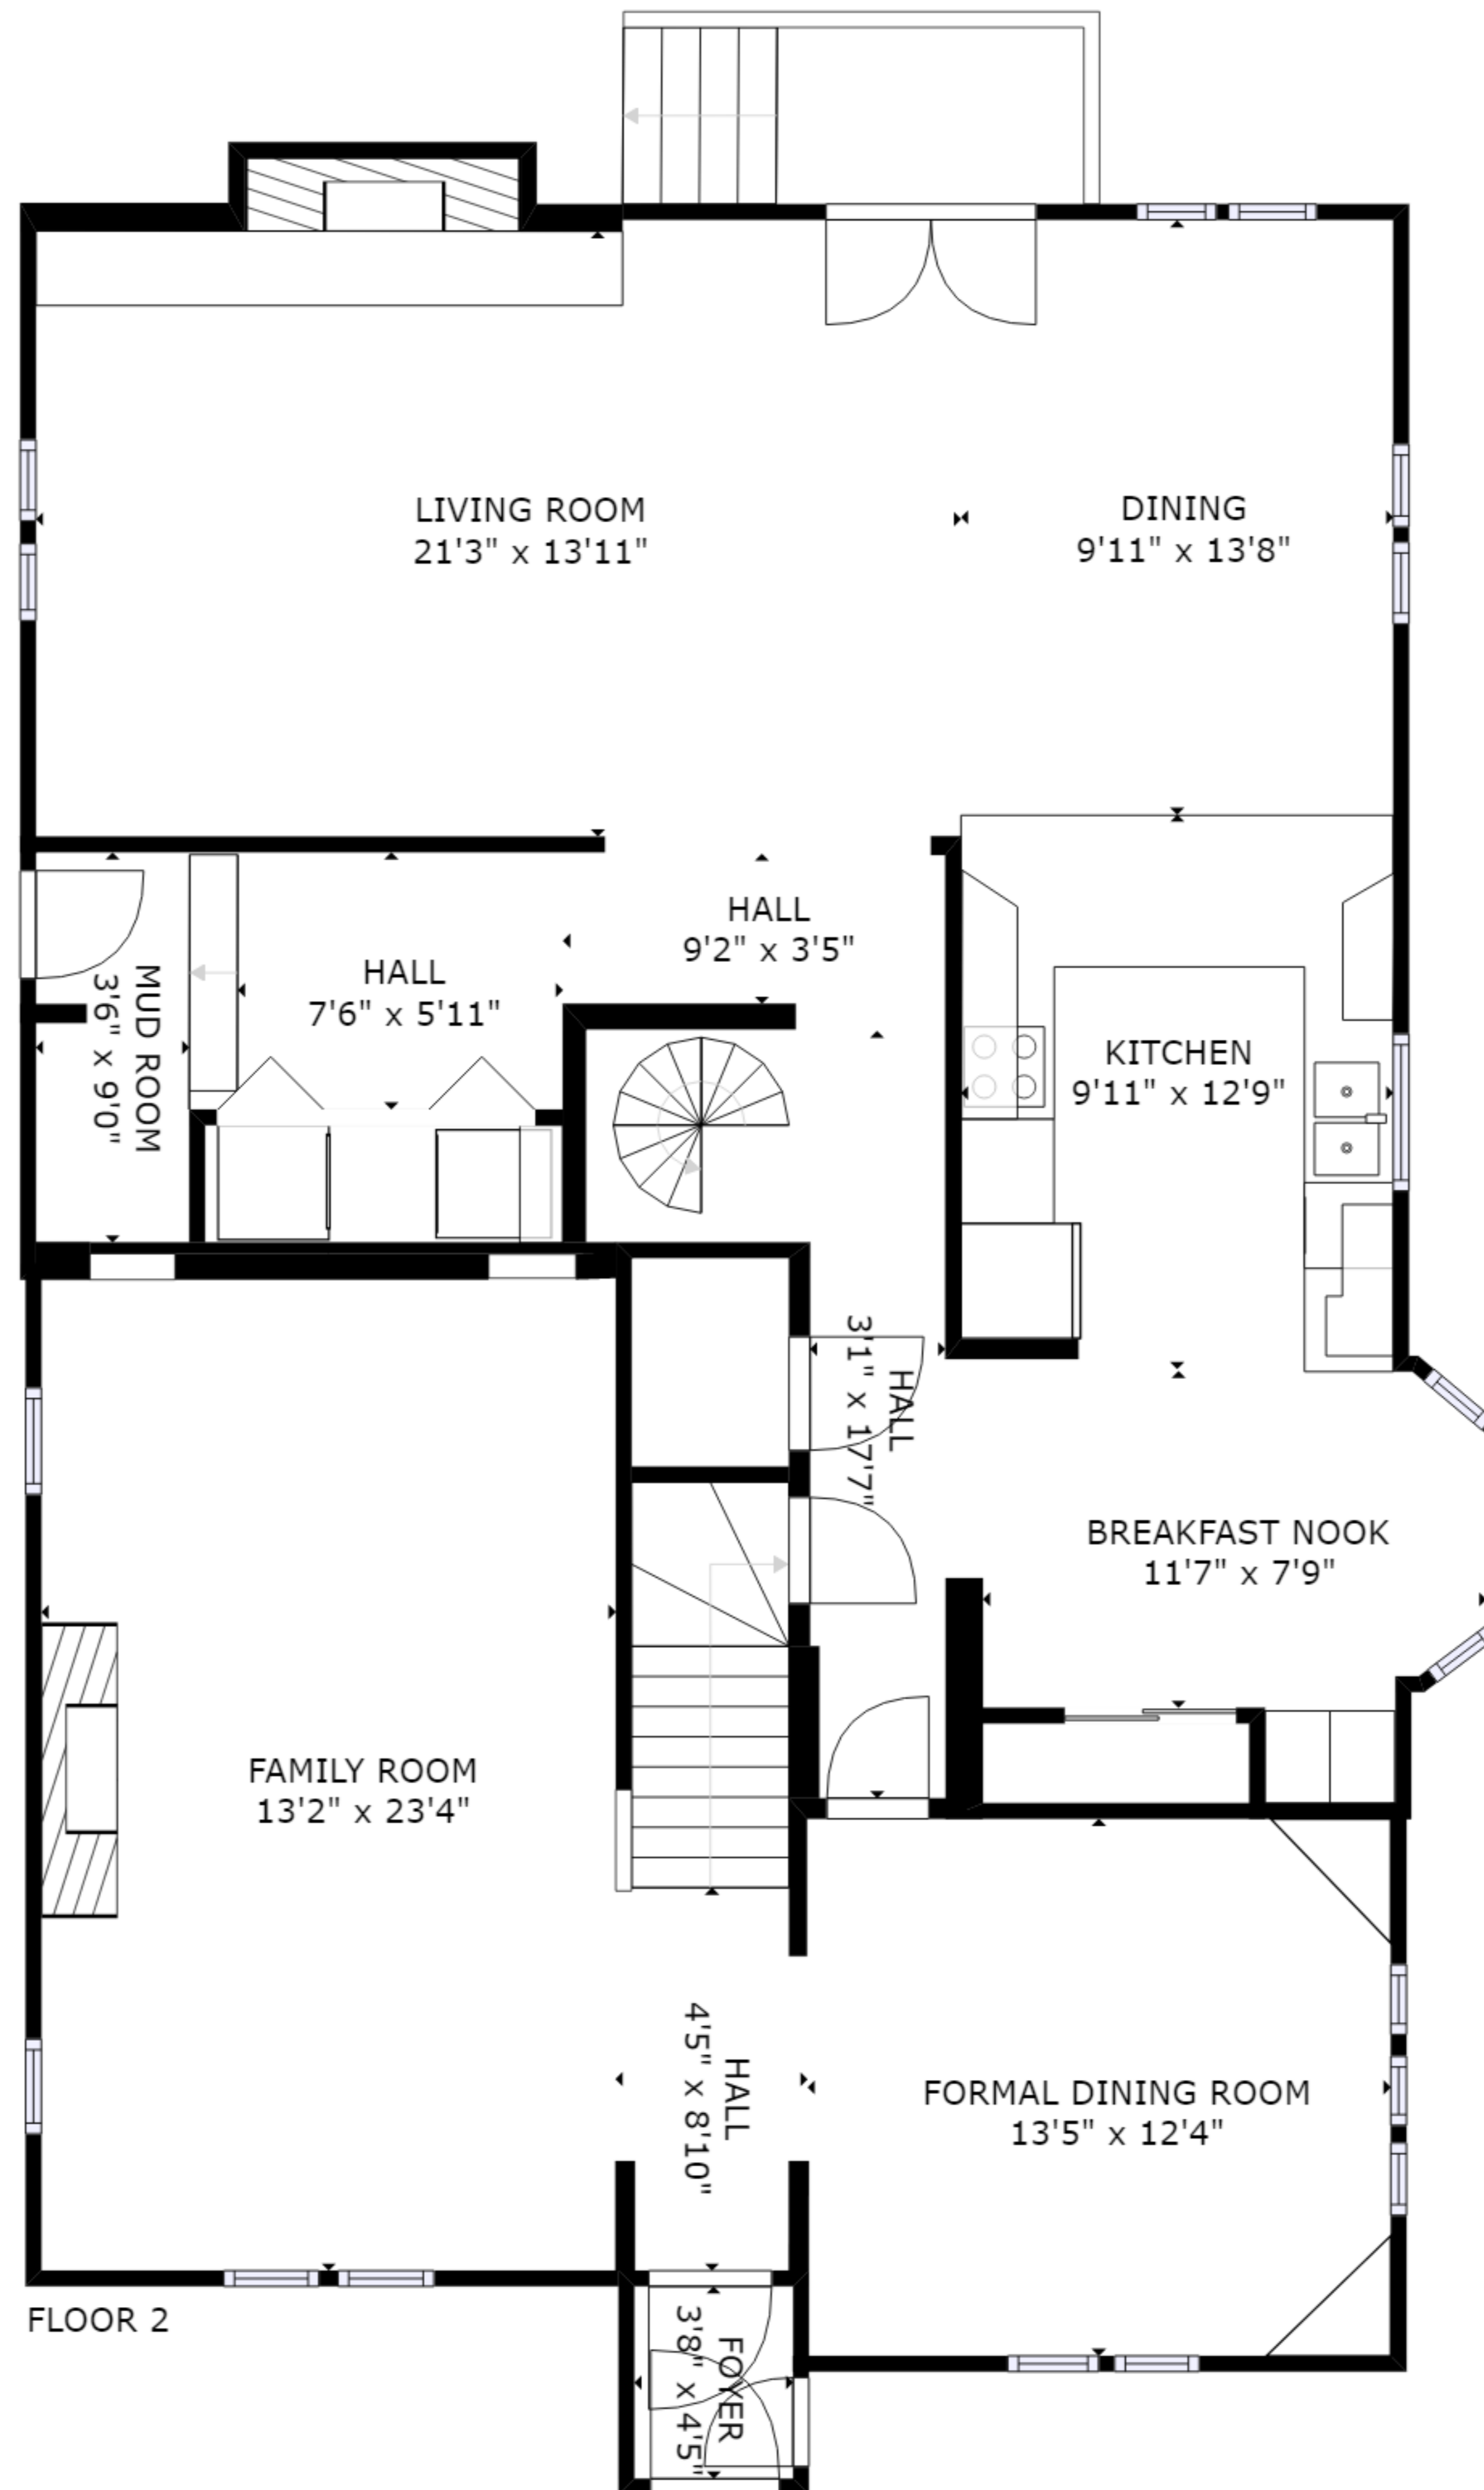 LIVING ROOM
21'3" x 13'11"
DINING
9'11" x 13'8"
HALL
9'2" x 3'5"
HALL
7'6" x 5'11"
MUD ROOM
3'6" x 9'0"
KITCHEN
9'11" x 12'9"
HALL
3'1" x 17'7"
BREAKFAST NOOK
11'7" x 7'9"
FAMILY ROOM
13'2" x 23'4"
HALL
4'5" x 8'10"
FORMAL DINING ROOM
13'5" x 12'4"
FLOOR 2
FOYER
3'8" x 4'5"